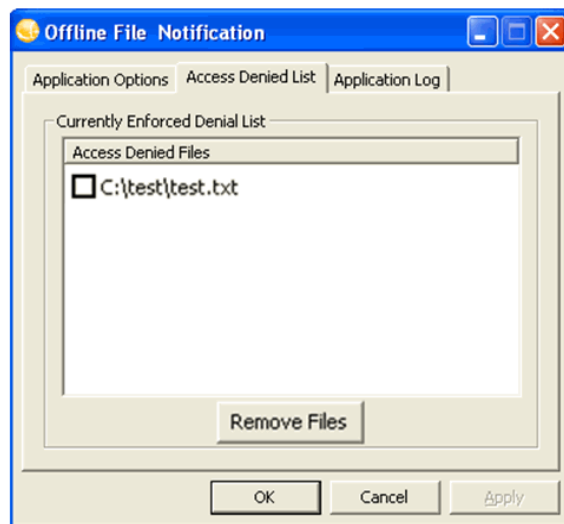 Offline File Notification
Application Options Access Denied List Application Log
Currently Enforced Denial List
Access Denied Files
C:\test\test.txt
Remove Files
OK Cancel Apply